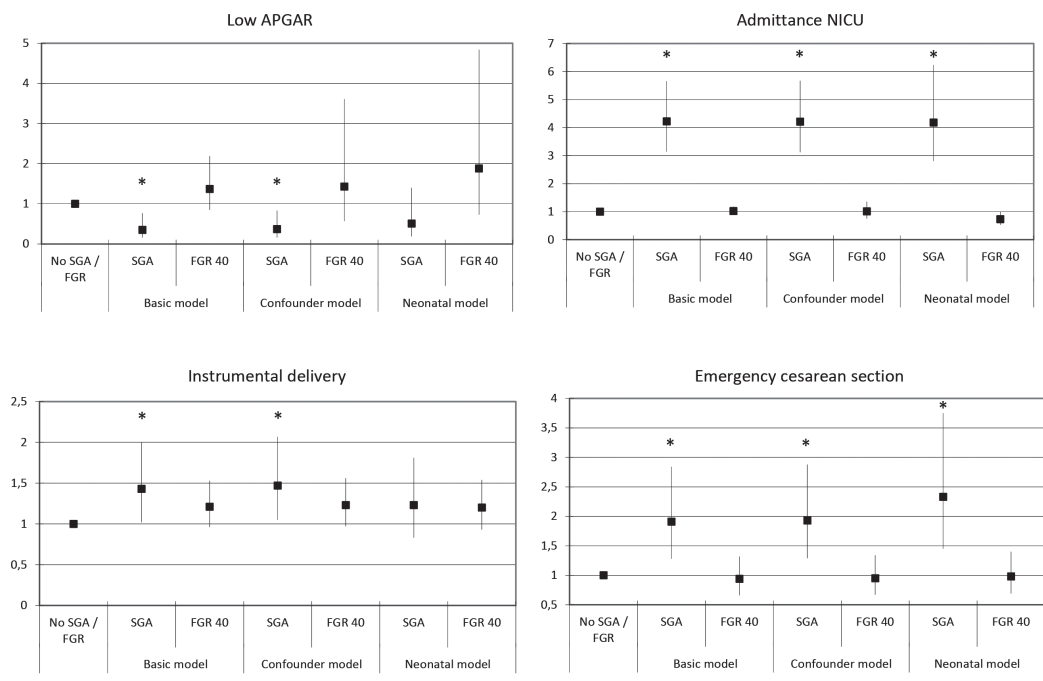 Low APGAR
5
4
3
2
1
0
* *
No SGA / FGR SGA FGR 40 SGA FGR 40 SGA FGR 40
Basic model Confounder model Neonatal model
Admittance NICU
7
6
5
4
3
2
1
0
* * *
No SGA / FGR SGA FGR 40 SGA FGR 40 SGA FGR 40
Basic model Confounder model Neonatal model
Instrumental delivery
2,5
2
1,5
1
0,5
0
* *
No SGA / FGR SGA FGR 40 SGA FGR 40 SGA FGR 40
Basic model Confounder model Neonatal model
Emergency cesarean section
4
3,5
3
2,5
2
1,5
1
0,5
* * *
No SGA / FGR SGA FGR 40 SGA FGR 40 SGA FGR 40
Basic model Confounder model Neonatal model